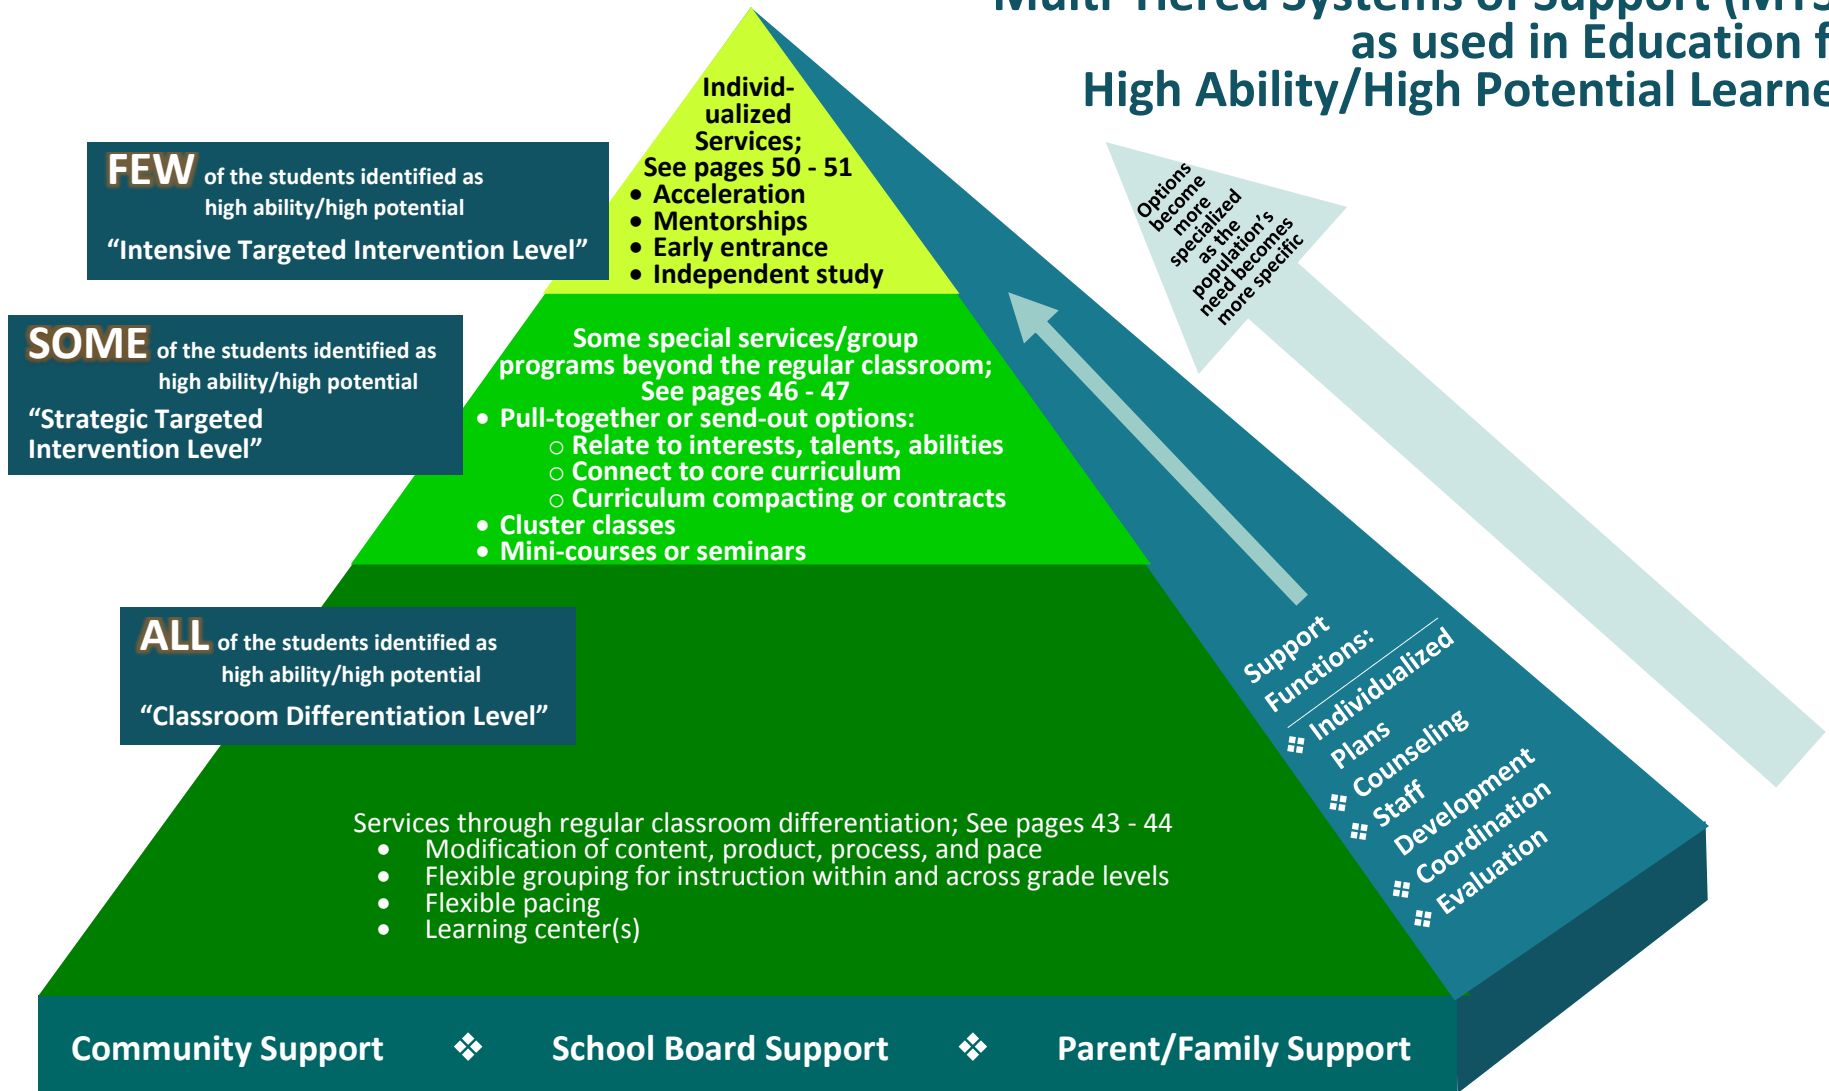 Multi-Tiered Systems of Support (MTS
as used in Education f
High Ability/High Potential Learne
Individ-
ualized
Services;
See pages 50 - 51
• Acceleration
• Mentorships
• Early entrance
• Independent study
FEW of the students identified as
high ability/high potential
“Intensive Targeted Intervention Level”
Options
become
more
specialized
as the
population’s
need becomes
more specific
SOME of the students identified as
high ability/high potential
“Strategic Targeted
Intervention Level”
Some special services/group
programs beyond the regular classroom;
See pages 46 - 47
• Pull-together or send-out options:
○ Relate to interests, talents, abilities
○ Connect to core curriculum
○ Curriculum compacting or contracts
• Cluster classes
• Mini-courses or seminars
ALL of the students identified as
high ability/high potential
“Classroom Differentiation Level”
Services through regular classroom differentiation; See pages 43 - 44
• Modification of content, product, process, and pace
• Flexible grouping for instruction within and across grade levels
• Flexible pacing
• Learning center(s)
Support
Functions:
❖ Individualized
Plans
❖ Counseling
❖ Staff
Development
❖ Coordination
❖ Evaluation
Community Support ❖ School Board Support ❖ Parent/Family Support